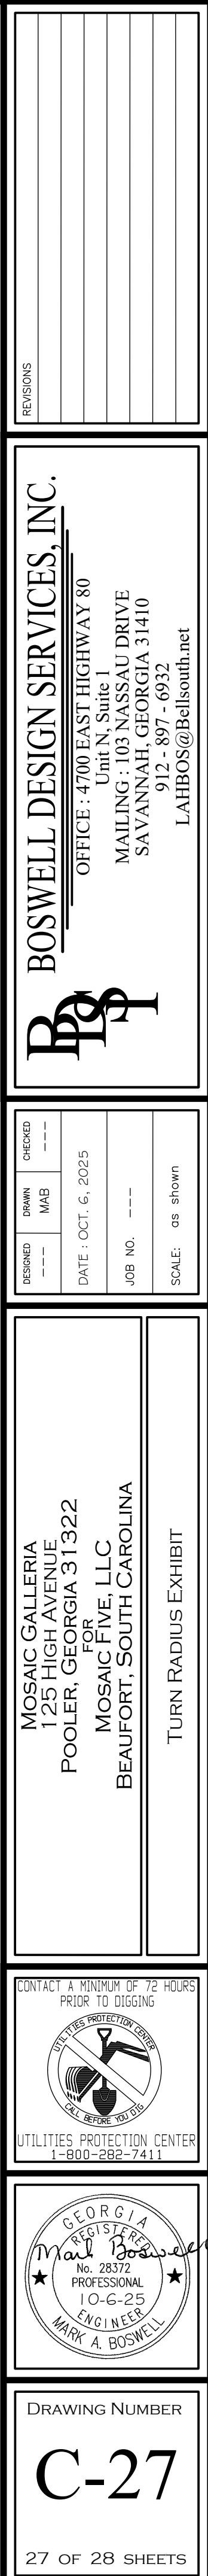 REVISIONS
BDSI
BOSWELL DESIGN SERVICES, INC.
OFFICE : 4700 EAST HIGHWAY 80
Unit N, Suite 1
MAILING : 103 NASSAU DRIVE
SAVANNAH, GEORGIA 31410
912 - 897 - 6932
LAHBOS@Bellsouth.net
DESIGNED DRAWN CHECKED
--- MAB ---
DATE : OCT. 6, 2025
JOB NO. ---
SCALE: as shown
MOSAIC GALLERIA
125 HIGH AVENUE
POOLER, GEORGIA 31322
FOR
MOSAIC FIVE, LLC
BEAUFORT, SOUTH CAROLINA
TURN RADIUS EXHIBIT
CONTACT A MINIMUM OF 72 HOURS
PRIOR TO DIGGING
UTILITIES PROTECTION CENTER
CALL BEFORE YOU DIG
UTILITIES PROTECTION CENTER
1-800-282-7411
GEORGIA
REGISTERED
Mark Boswell
No. 28372
PROFESSIONAL
10-6-25
ENGINEER
MARK A. BOSWELL
DRAWING NUMBER
C-27
27 OF 28 SHEETS